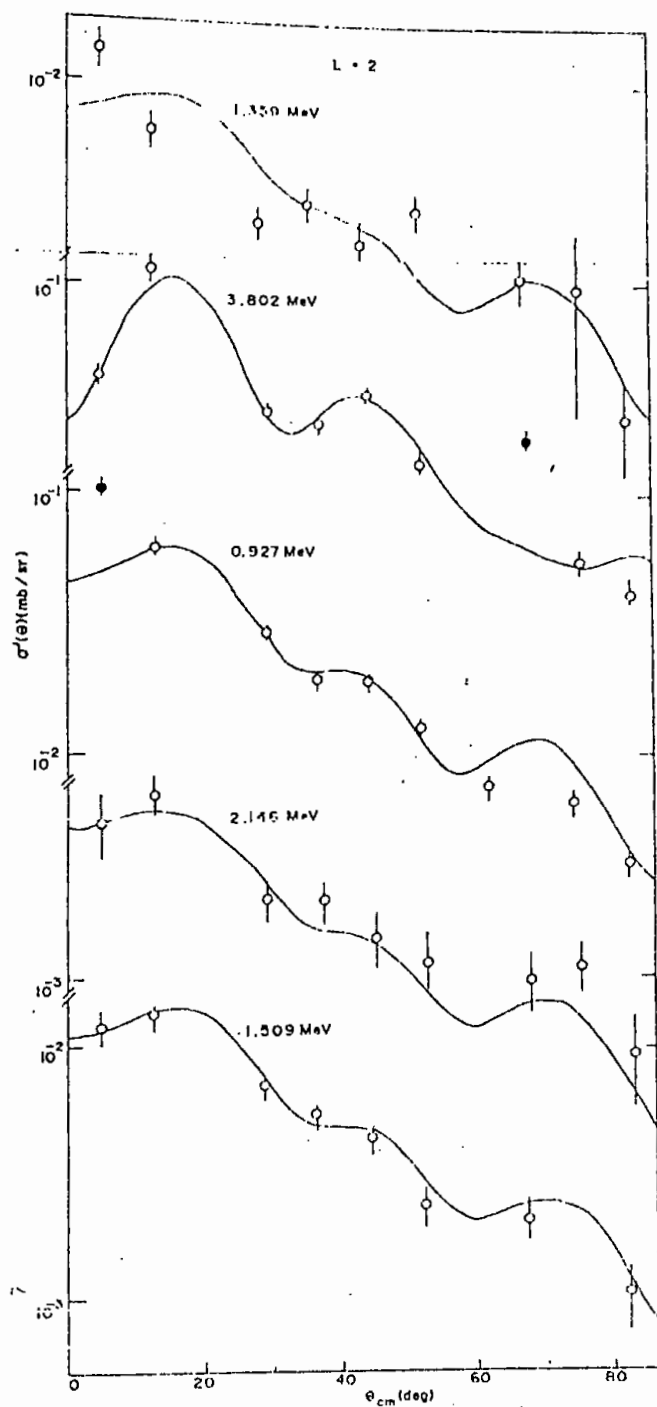 L = 2
10⁻²
1.359 MeV
10⁻¹
3.802 MeV
10⁻¹
0.927 MeV
σ(θ)(mb/sr)
10⁻²
2.146 MeV
10⁻³
1.509 MeV
10⁻²
10⁻³
0 20 40 60 80
θcm(deg)